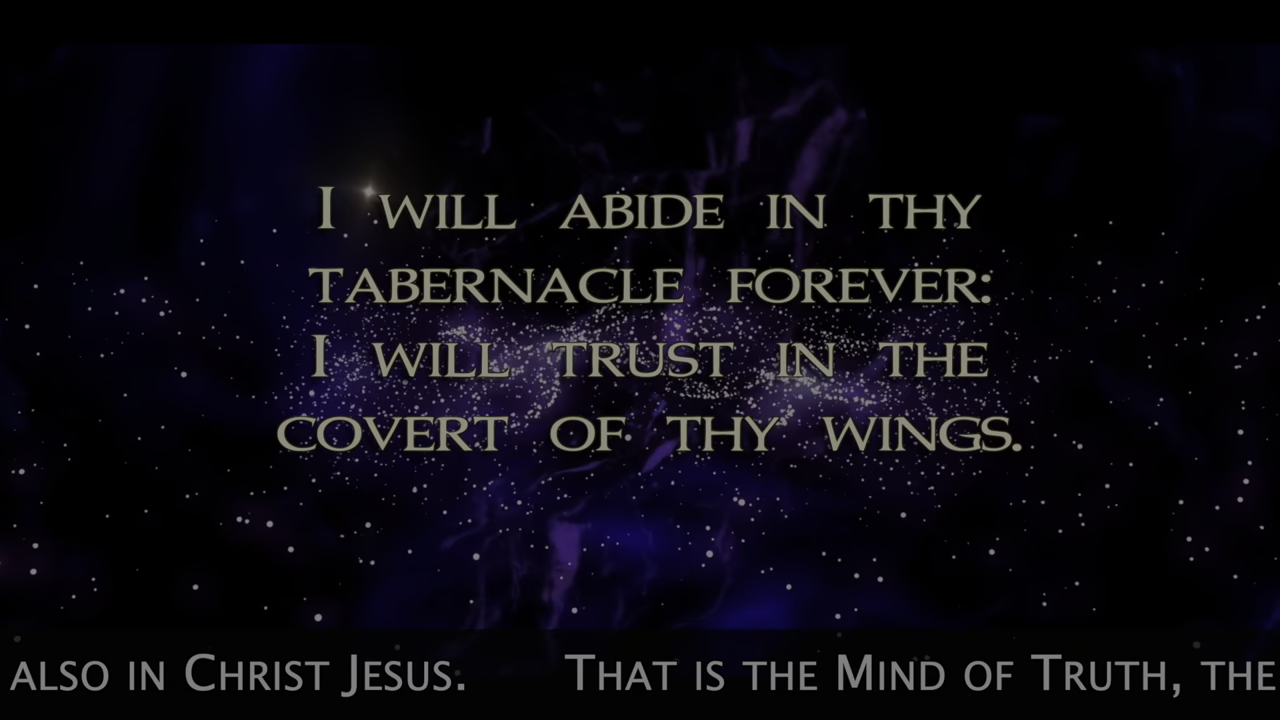 I WILL ABIDE IN THY
TABERNACLE FOREVER:
I WILL TRUST IN THE
COVERT OF THY WINGS.
ALSO IN CHRIST JESUS. THAT IS THE MIND OF TRUTH, THE